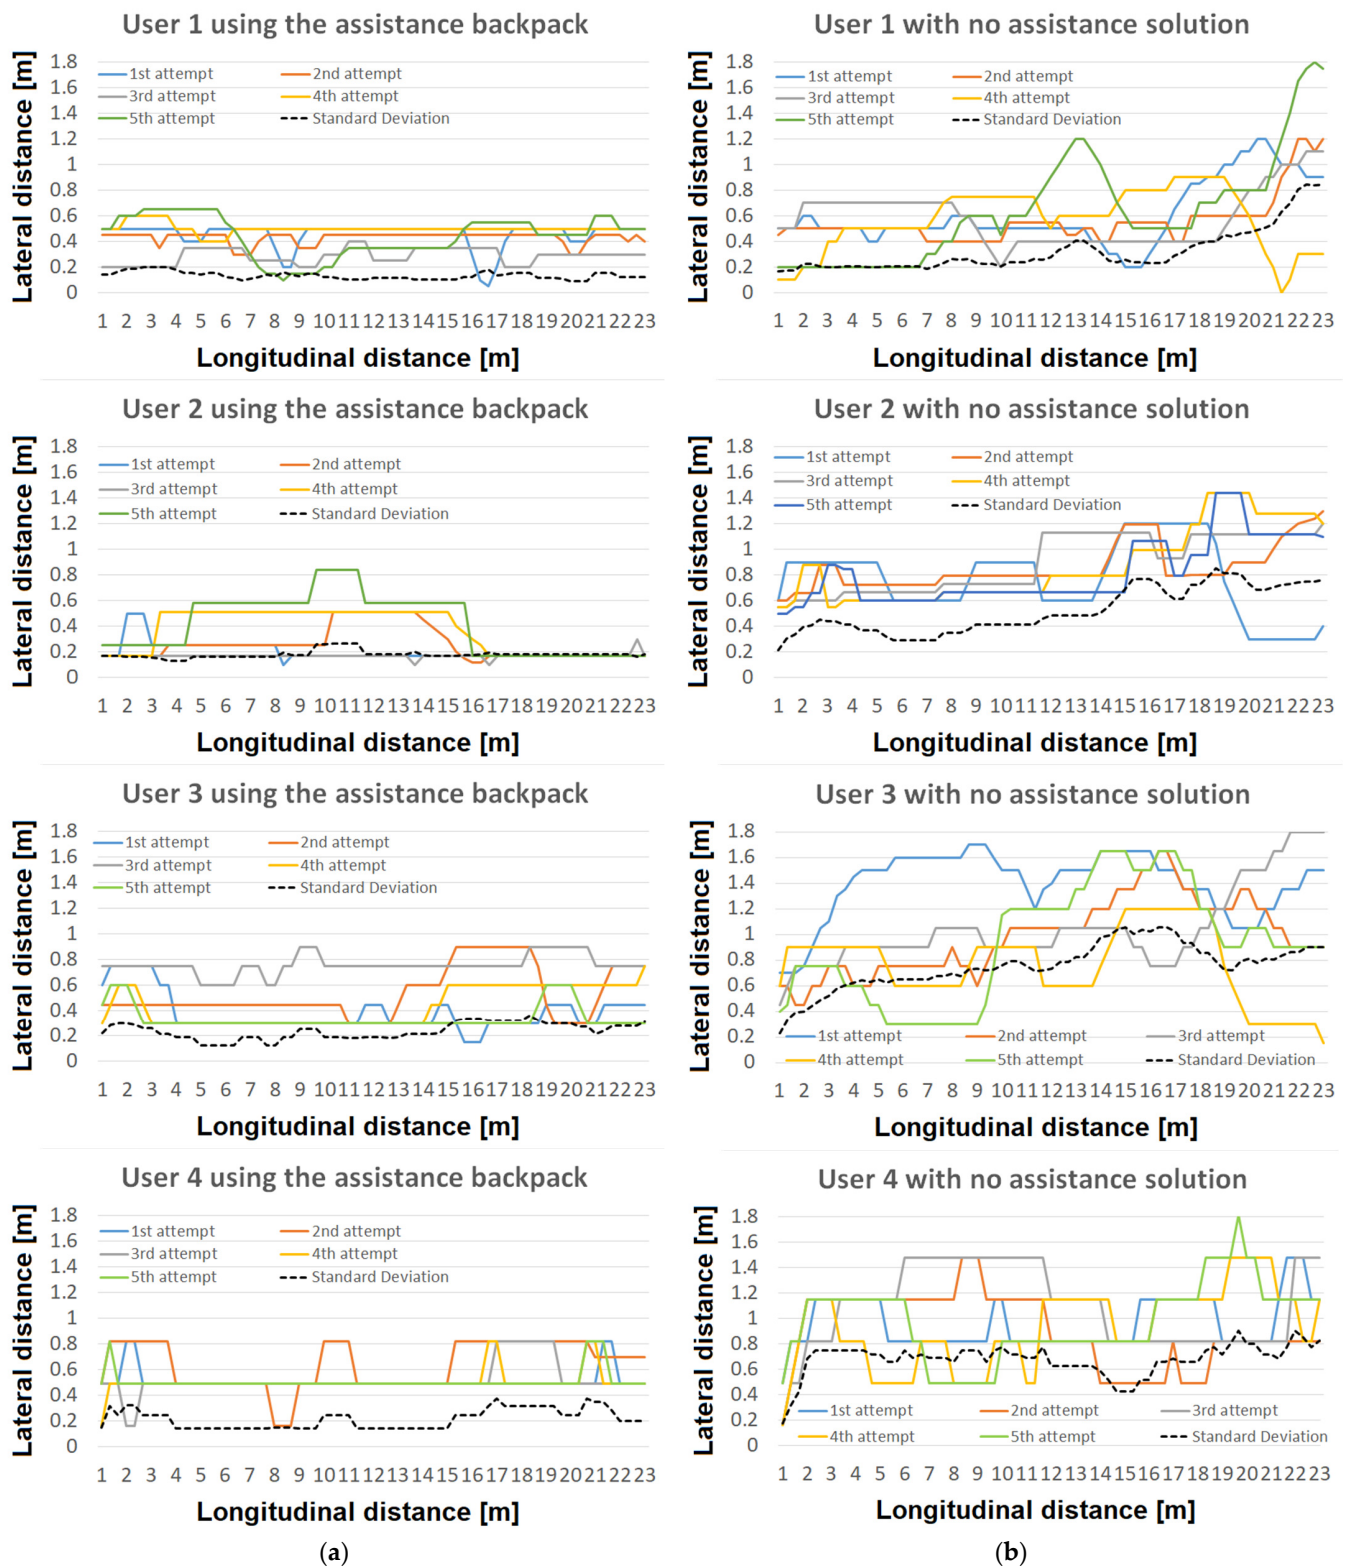 User 1 using the assistance backpack
Lateral distance [m]
1.8
1.6
1.4
1.2
1
0.8
0.6
0.4
0.2
0
1st attempt 2nd attempt
3rd attempt 4th attempt
5th attempt Standard Deviation
1 2 3 4 5 6 7 8 9 10 11 12 13 14 15 16 17 18 19 20 21 22 23
Longitudinal distance [m]
User 1 with no assistance solution
Lateral distance [m]
1.8
1.6
1.4
1.2
1
0.8
0.6
0.4
0.2
0
1st attempt 2nd attempt
3rd attempt 4th attempt
5th attempt Standard Deviation
1 2 3 4 5 6 7 8 9 10 11 12 13 14 15 16 17 18 19 20 21 22 23
Longitudinal distance [m]
User 2 using the assistance backpack
Lateral distance [m]
1.8
1.6
1.4
1.2
1
0.8
0.6
0.4
0.2
0
1st attempt 2nd attempt
3rd attempt 4th attempt
5th attempt Standard Deviation
1 2 3 4 5 6 7 8 9 10 11 12 13 14 15 16 17 18 19 20 21 22 23
Longitudinal distance [m]
User 2 with no assistance solution
Lateral distance [m]
1.8
1.6
1.4
1.2
1
0.8
0.6
0.4
0.2
0
1st attempt 2nd attempt
3rd attempt 4th attempt
5th attempt Standard Deviation
1 2 3 4 5 6 7 8 9 10 11 12 13 14 15 16 17 18 19 20 21 22 23
Longitudinal distance [m]
User 3 using the assistance backpack
Lateral distance [m]
1.8
1.6
1.4
1.2
1
0.8
0.6
0.4
0.2
0
1st attempt 2nd attempt
3rd attempt 4th attempt
5th attempt Standard Deviation
1 2 3 4 5 6 7 8 9 10 11 12 13 14 15 16 17 18 19 20 21 22 23
Longitudinal distance [m]
User 3 with no assistance solution
Lateral distance [m]
1.8
1.6
1.4
1.2
1
0.8
0.6
0.4
0.2
0
1st attempt 2nd attempt 3rd attempt
4th attempt 5th attempt Standard Deviation
1 2 3 4 5 6 7 8 9 10 11 12 13 14 15 16 17 18 19 20 21 22 23
Longitudinal distance [m]
User 4 using the assistance backpack
Lateral distance [m]
1.8
1.6
1.4
1.2
1
0.8
0.6
0.4
0.2
0
1st attempt 2nd attempt
3rd attempt 4th attempt
5th attempt Standard Deviation
1 2 3 4 5 6 7 8 9 10 11 12 13 14 15 16 17 18 19 20 21 22 23
Longitudinal distance [m]
User 4 with no assistance solution
Lateral distance [m]
1.8
1.6
1.4
1.2
1
0.8
0.6
0.4
0.2
0
1st attempt 2nd attempt 3rd attempt
4th attempt 5th attempt Standard Deviation
1 2 3 4 5 6 7 8 9 10 11 12 13 14 15 16 17 18 19 20 21 22 23
Longitudinal distance [m]
(a) (b)